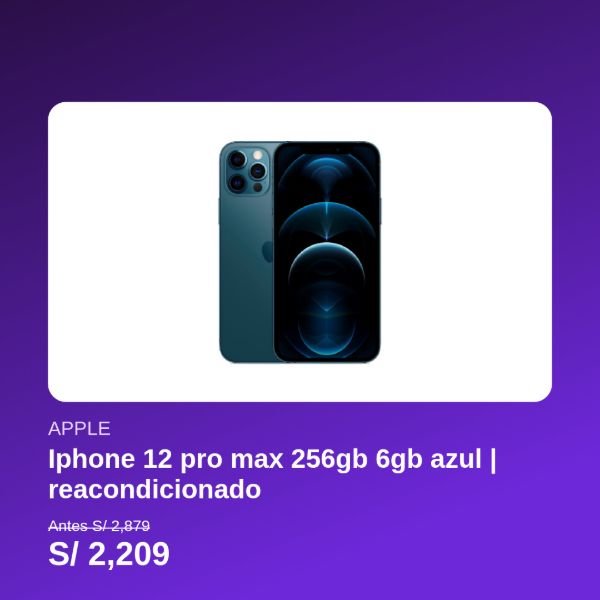 APPLE
Iphone 12 pro max 256gb 6gb azul |
reacondicionado
Antes S/ 2,879
S/ 2,209